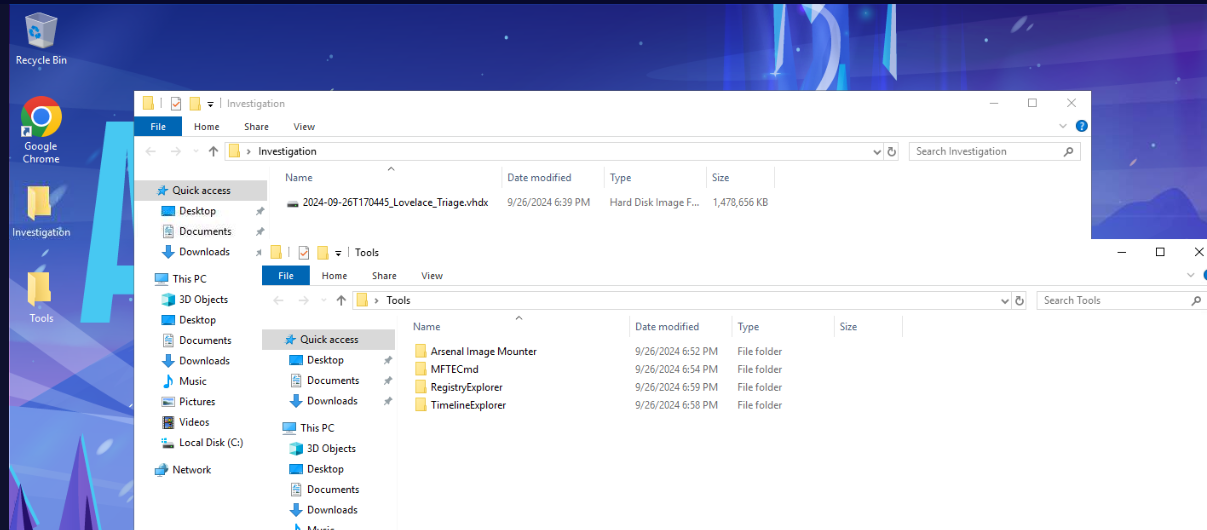 Recycle Bin
Google
Chrome
Investigation
Tools
Investigation
File Home Share View
Investigation
Search Investigation
Name Date modified Type Size
2024-09-26T170445_Lovelace_Triage.vhdx 9/26/2024 6:39 PM Hard Disk Image F... 1,478,656 KB
Quick access
Desktop
Documents
Downloads
This PC
3D Objects
Desktop
Documents
Downloads
Music
Pictures
Videos
Local Disk (C:)
Network
Tools
File Home Share View
Tools
Search Tools
Name Date modified Type Size
Arsenal Image Mounter 9/26/2024 6:52 PM File folder
MFTECmd 9/26/2024 6:54 PM File folder
RegistryExplorer 9/26/2024 6:59 PM File folder
TimelineExplorer 9/26/2024 6:58 PM File folder
Quick access
Desktop
Documents
Downloads
This PC
3D Objects
Desktop
Documents
Downloads
Music